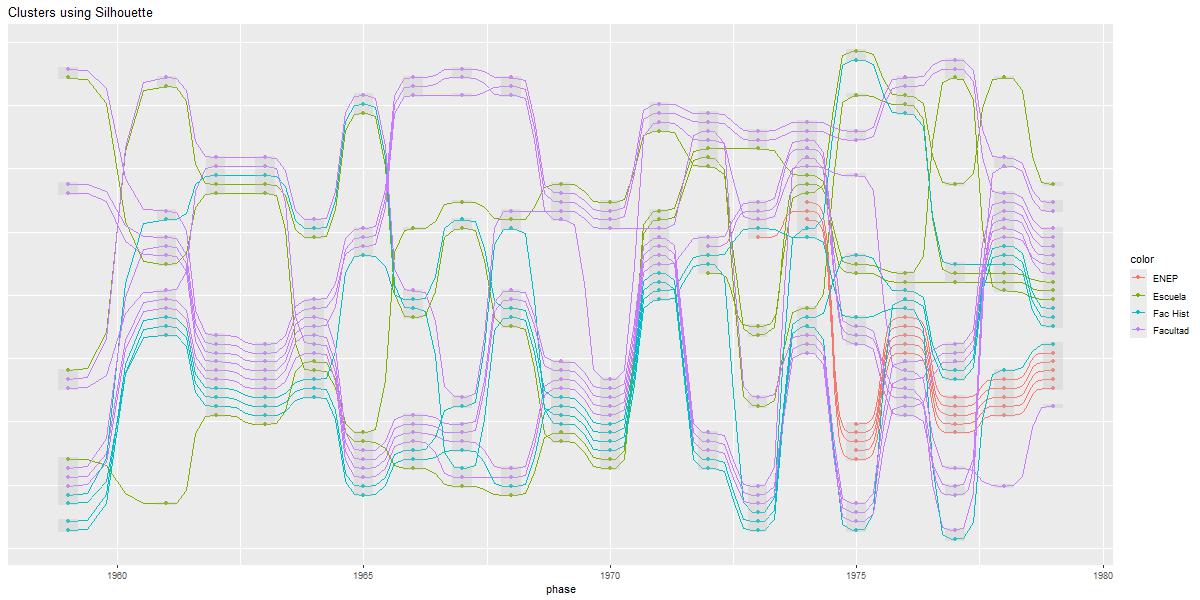 Clusters using Silhouette
color
ENEP
Escuela
Fac Hist
Facultad
1960
1965
1970
1975
1980
phase